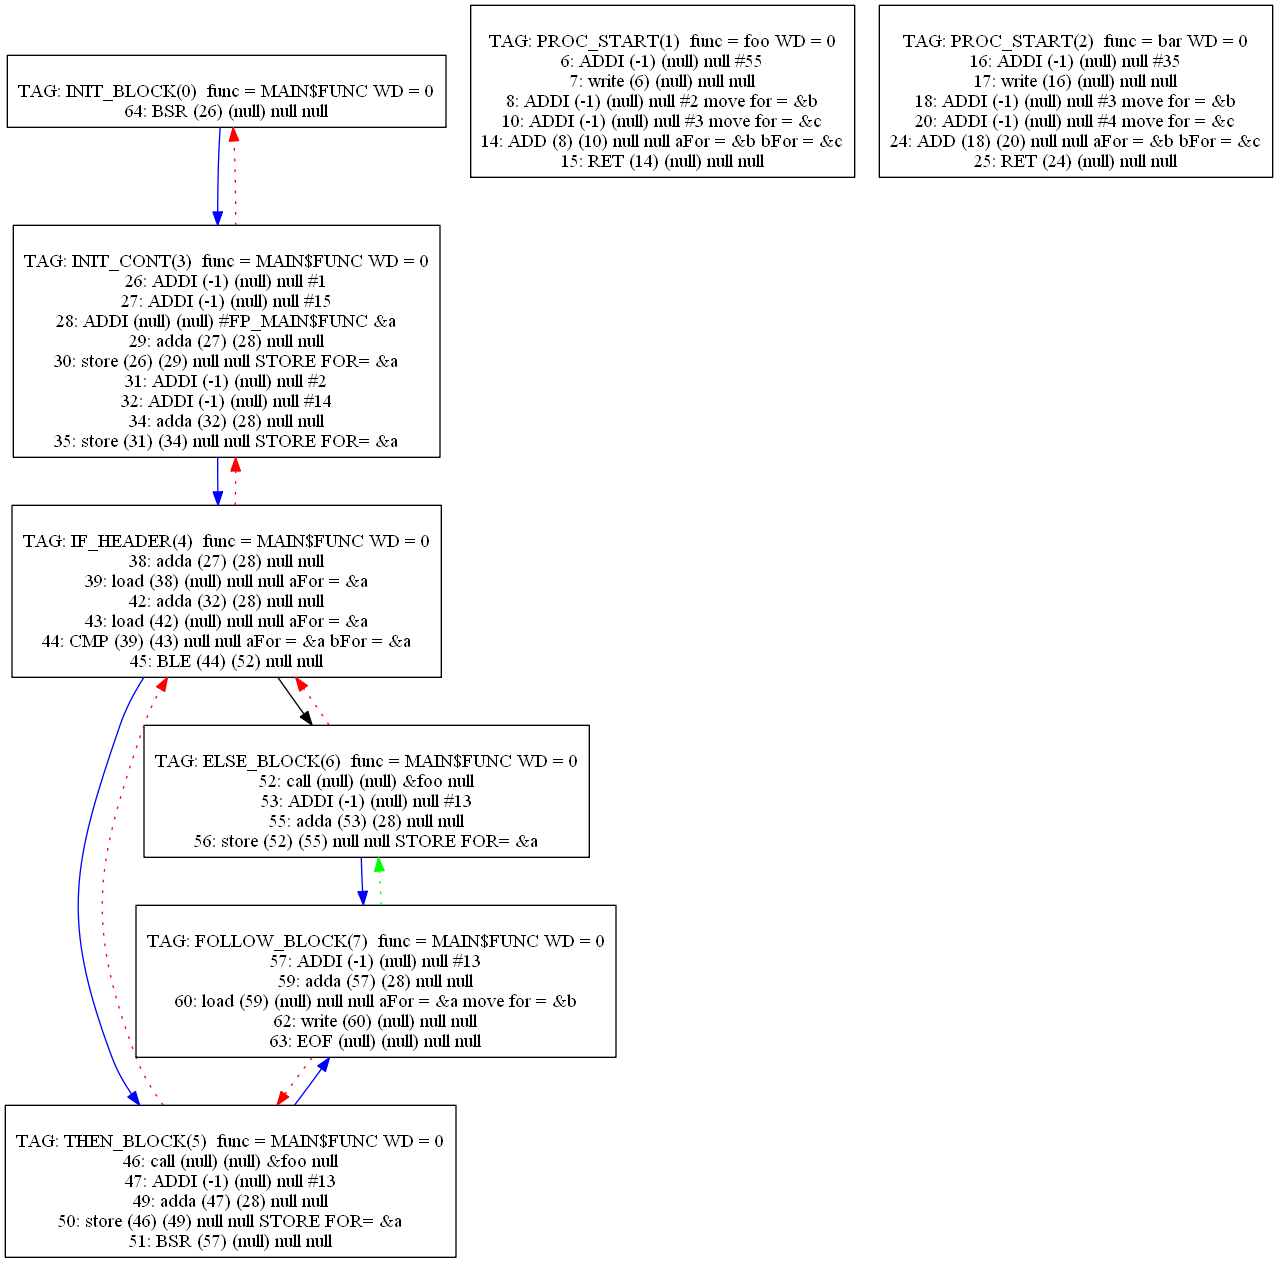 TAG: INIT_BLOCK(0)  func = MAIN$FUNC WD = 0
64: BSR (26) (null) null null
TAG: PROC_START(1)  func = foo WD = 0
6: ADDI (-1) (null) null #55
7: write (6) (null) null null
8: ADDI (-1) (null) null #2 move for = &b
10: ADDI (-1) (null) null #3 move for = &c
14: ADD (8) (10) null null aFor = &b bFor = &c
15: RET (14) (null) null null
TAG: PROC_START(2)  func = bar WD = 0
16: ADDI (-1) (null) null #35
17: write (16) (null) null null
18: ADDI (-1) (null) null #3 move for = &b
20: ADDI (-1) (null) null #4 move for = &c
24: ADD (18) (20) null null aFor = &b bFor = &c
25: RET (24) (null) null null
TAG: INIT_CONT(3)  func = MAIN$FUNC WD = 0
26: ADDI (-1) (null) null #1
27: ADDI (-1) (null) null #15
28: ADDI (null) (null) #FP_MAIN$FUNC &a
29: adda (27) (28) null null
30: store (26) (29) null null STORE FOR= &a
31: ADDI (-1) (null) null #2
32: ADDI (-1) (null) null #14
34: adda (32) (28) null null
35: store (31) (34) null null STORE FOR= &a
TAG: IF_HEADER(4)  func = MAIN$FUNC WD = 0
38: adda (27) (28) null null
39: load (38) (null) null null aFor = &a
42: adda (32) (28) null null
43: load (42) (null) null null aFor = &a
44: CMP (39) (43) null null aFor = &a bFor = &a
45: BLE (44) (52) null null
TAG: ELSE_BLOCK(6)  func = MAIN$FUNC WD = 0
52: call (null) (null) &foo null
53: ADDI (-1) (null) null #13
55: adda (53) (28) null null
56: store (52) (55) null null STORE FOR= &a
TAG: FOLLOW_BLOCK(7)  func = MAIN$FUNC WD = 0
57: ADDI (-1) (null) null #13
59: adda (57) (28) null null
60: load (59) (null) null null aFor = &a move for = &b
62: write (60) (null) null null
63: EOF (null) (null) null null
TAG: THEN_BLOCK(5)  func = MAIN$FUNC WD = 0
46: call (null) (null) &foo null
47: ADDI (-1) (null) null #13
49: adda (47) (28) null null
50: store (46) (49) null null STORE FOR= &a
51: BSR (57) (null) null null